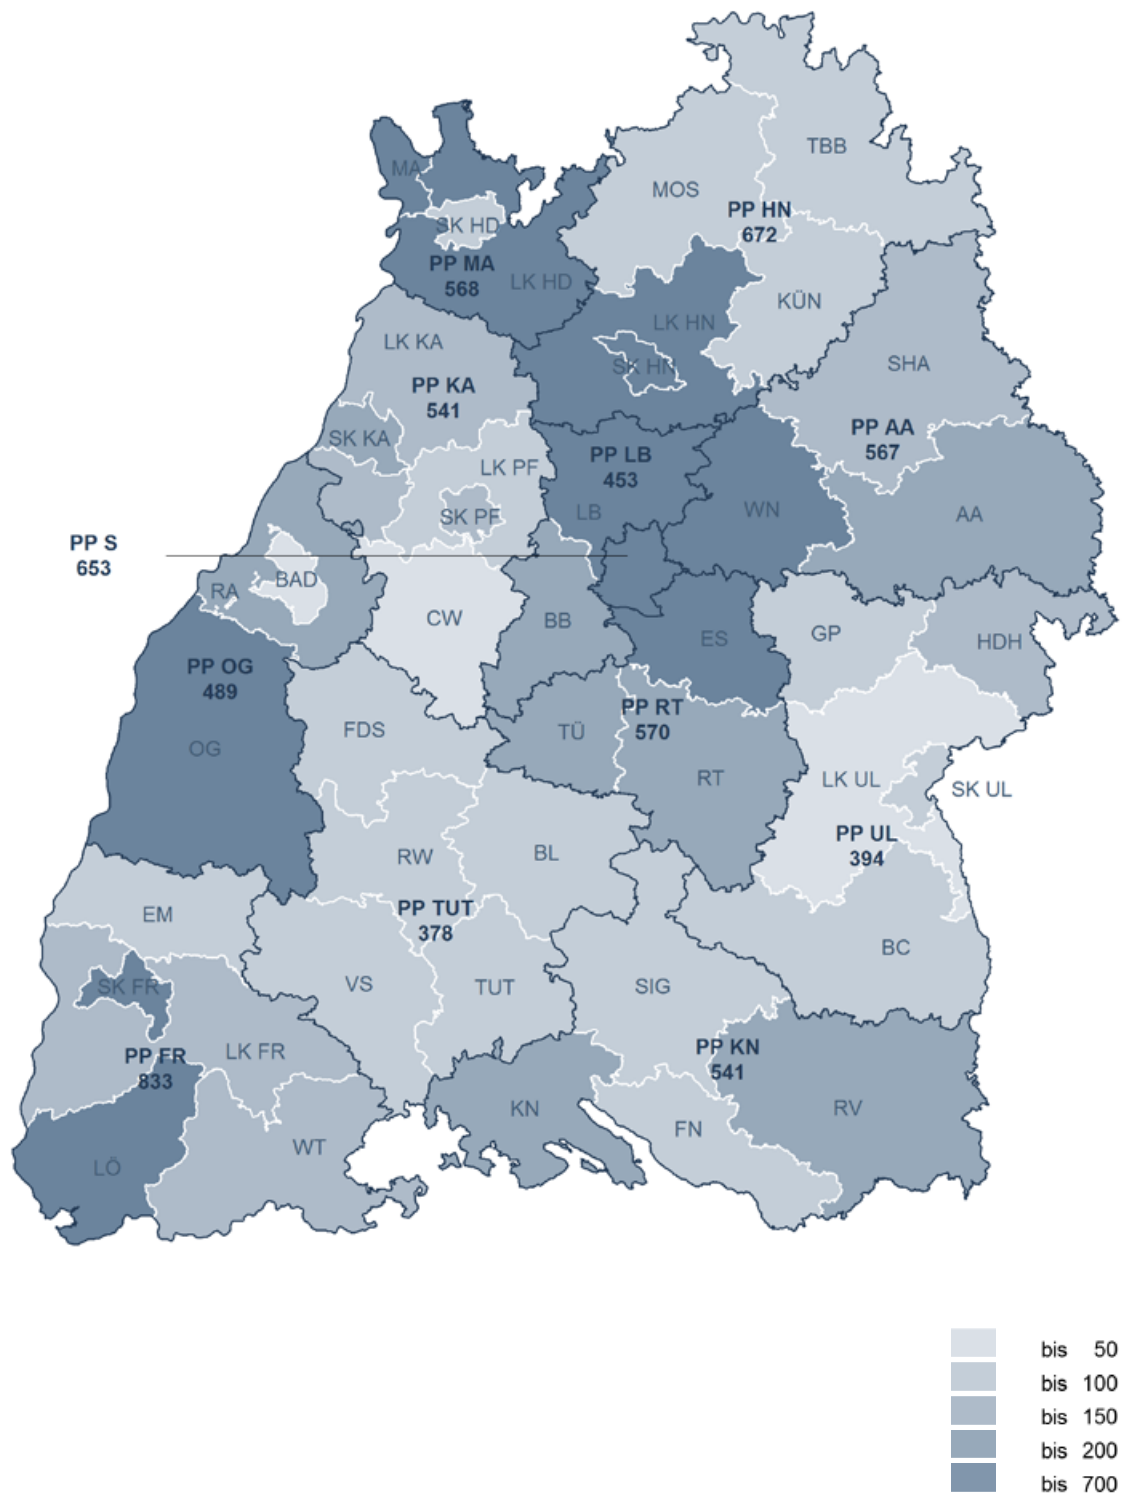 TBB
MA
MOS
PP HN
672
SK HD
PP MA
568
LK HD
KÜN
LK HN
LK KA
SHA
SK HN
PP KA
541
PP AA
567
SK KA
PP LB
453
LK PF
LB
WN
AA
SK PF
PP S
653
BAD
RA
CW
BB
ES
GP
HDH
PP OG
489
PP RT
570
FDS
TÜ
OG
RT
LK UL
SK UL
PP UL
394
RW
BL
EM
PP TUT
378
BC
SK FR
VS
TUT
SIG
PP FR
833
LK FR
PP KN
541
KN
RV
FN
WT
LÖ
bis 50
bis 100
bis 150
bis 200
bis 700